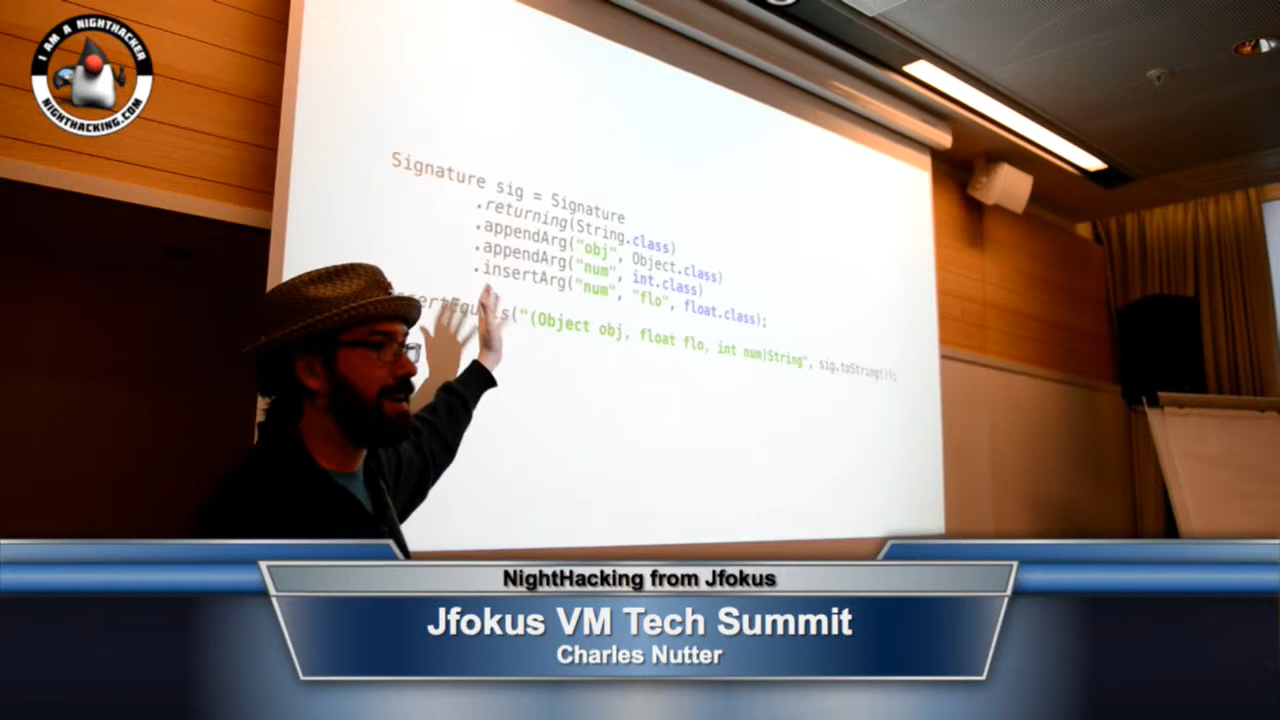 I AM A NIGHTHACKER
NIGHTHACKING.COM
Signature sig = Signature
.returning(String.class)
.appendArg("obj", Object.class)
.appendArg("num", int.class)
.insertArg("num", "flo", float.class);
("(Object obj, float flo, int num)String", sig.toString());
NightHacking from Jfokus
Jfokus VM Tech Summit
Charles Nutter